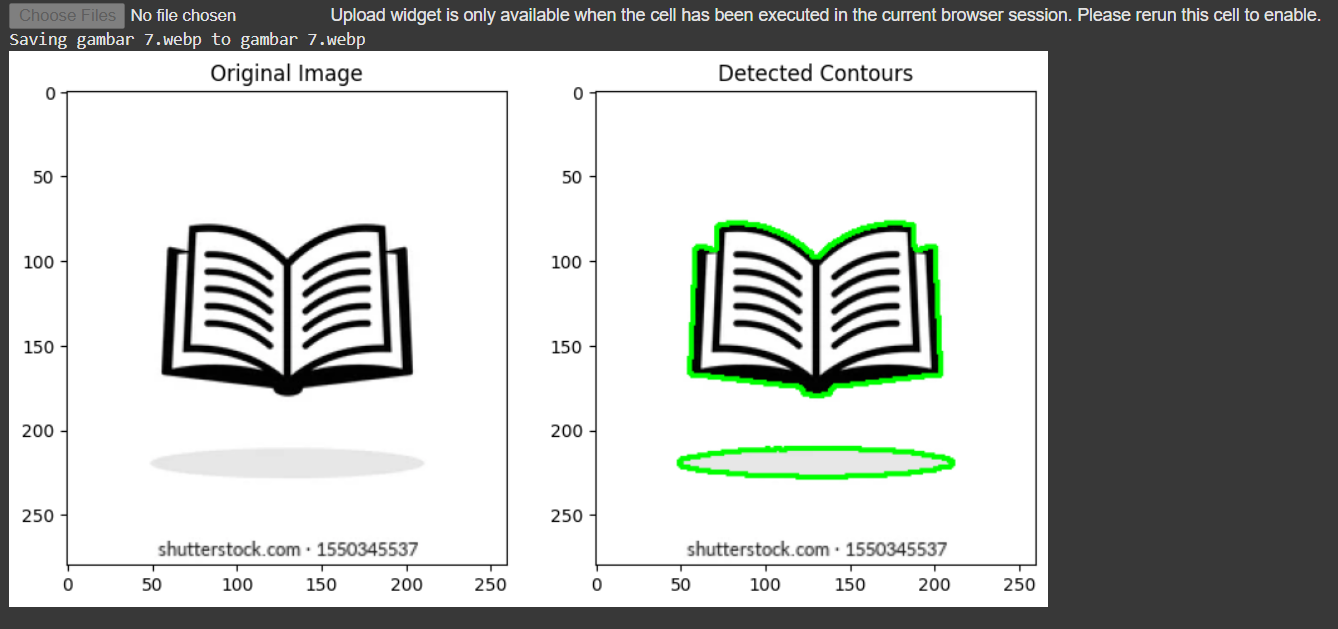 Choose Files No file chosen Upload widget is only available when the cell has been executed in the current browser session. Please rerun this cell to enable.
Saving gambar 7.webp to gambar 7.webp
Original Image
0
50
100
150
200
250
shutterstock.com · 1550345537
0 50 100 150 200 250
Detected Contours
0
50
100
150
200
250
shutterstock.com · 1550345537
0 50 100 150 200 250